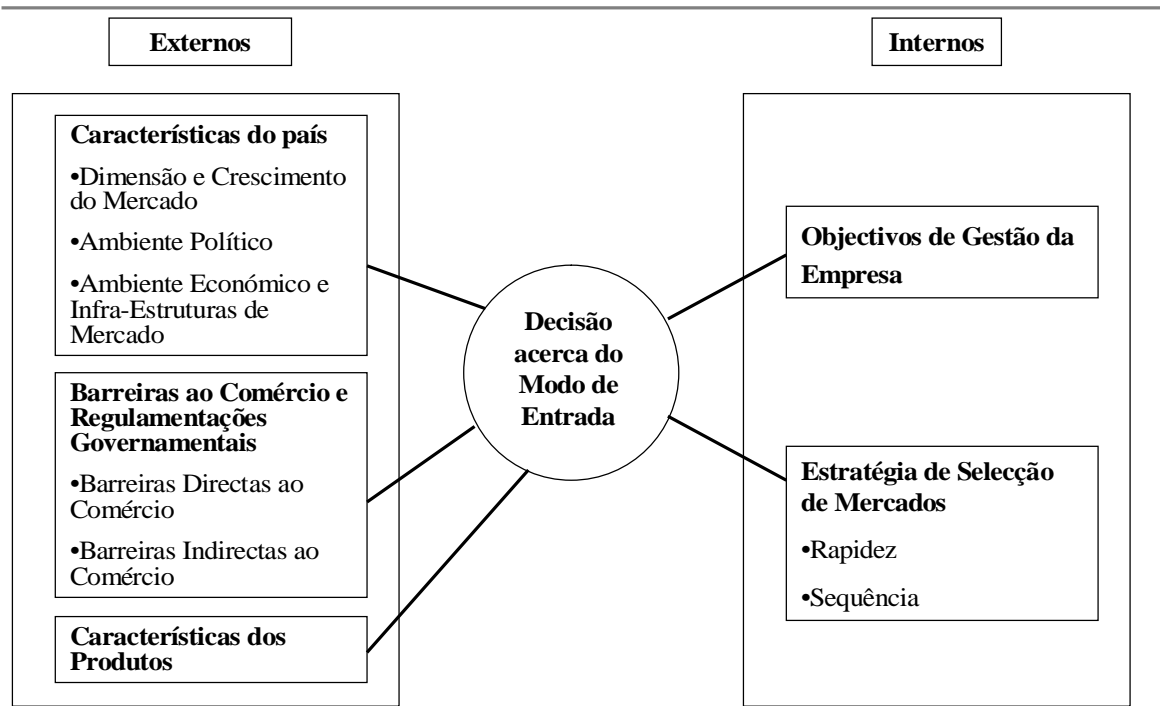 Externos
Internos
Característícas do país
•Dimensão e Crescimento
do Mercado
•Ambiente Político
•Ambiente Económico e
Infra-Estruturas de
Mercado
Barreiras ao Comércio e
Regulamentações
Governamentais
•Barreiras Directas ao
Comércio
•Barreiras Indirectas ao
Comércio
Característícas dos
Produtos
Decisão
acerca do
Modo de
Entrada
Objectivos de Gestão da
Empresa
Estratégia de Selecção
de Mercados
•Rapidez
•Sequência